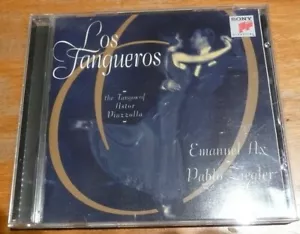 Los
Tangueros
the Tangos of
Astor
Piazzolla
SONY
Emanuel Ax
Pablo Ziegler